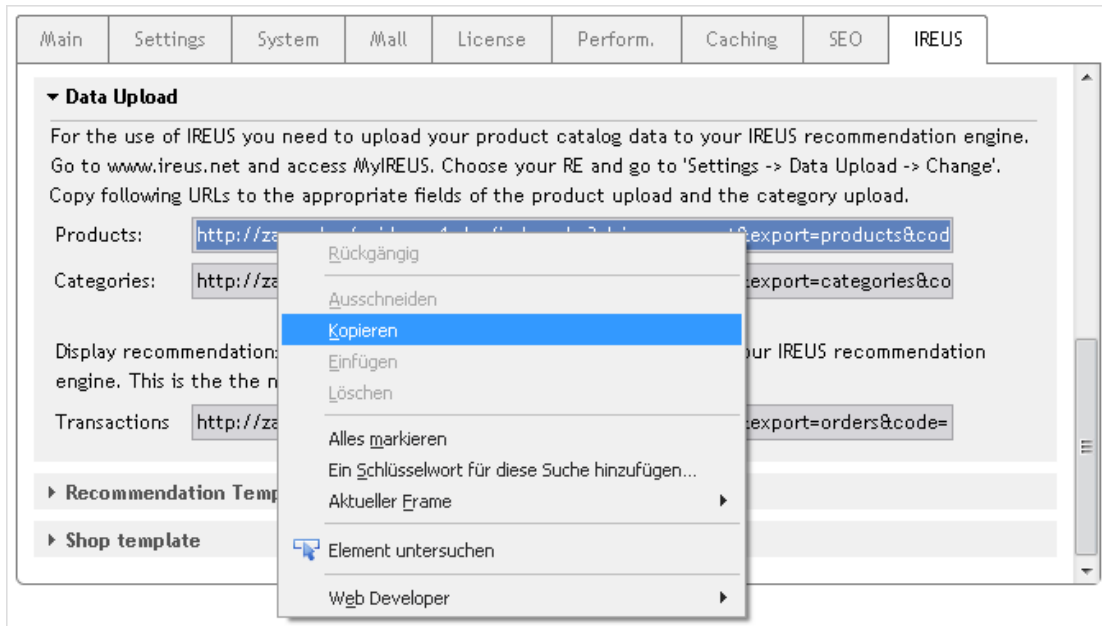 Main Settings System Mall License Perform. Caching SEO IREUS
Data Upload
For the use of IREUS you need to upload your product catalog data to your IREUS recommendation engine.
Go to www.ireus.net and access MyIREUS. Choose your RE and go to 'Settings -> Data Upload -> Change'.
Copy following URLs to the appropriate fields of the product upload and the category upload.
Products: export=products&cod
Categories: http://za export=categories&co
Display recommendation IREUS recommendation
engine. This is the the
Transactions http://za export=orders&code=
Recommendation
Shop template
Rückgängig
Ausschneiden
Kopieren
Einfügen
Löschen
Alles markieren
Ein Schlüsselwort für diese Suche hinzufügen...
Aktueller Frame
Element untersuchen
Web Developer